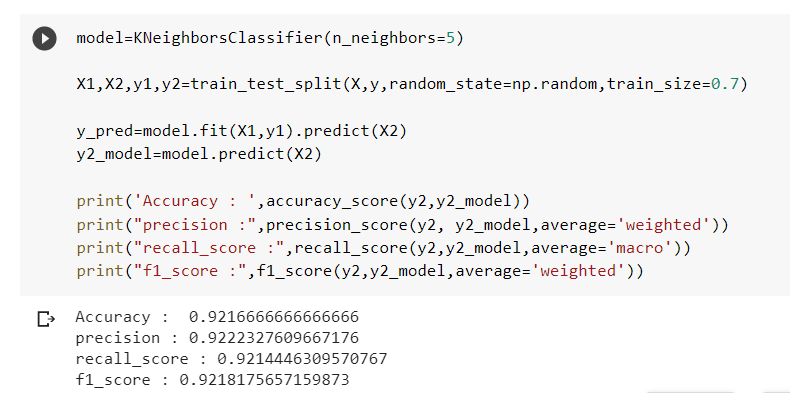 model=KNeighborsClassifier(n_neighbors=5)
X1,X2,y1,y2=train_test_split(X,y,random_state=np.random,train_size=0.7)
y_pred=model.fit(X1,y1).predict(X2)
y2_model=model.predict(X2)
print('Accuracy : ',accuracy_score(y2,y2_model))
print("precision :",precision_score(y2, y2_model,average='weighted'))
print("recall_score :",recall_score(y2,y2_model,average='macro'))
print("f1_score :",f1_score(y2,y2_model,average='weighted'))
Accuracy :  0.9216666666666666
precision : 0.9222327609667176
recall_score : 0.9214446309570767
f1_score : 0.9218175657159873